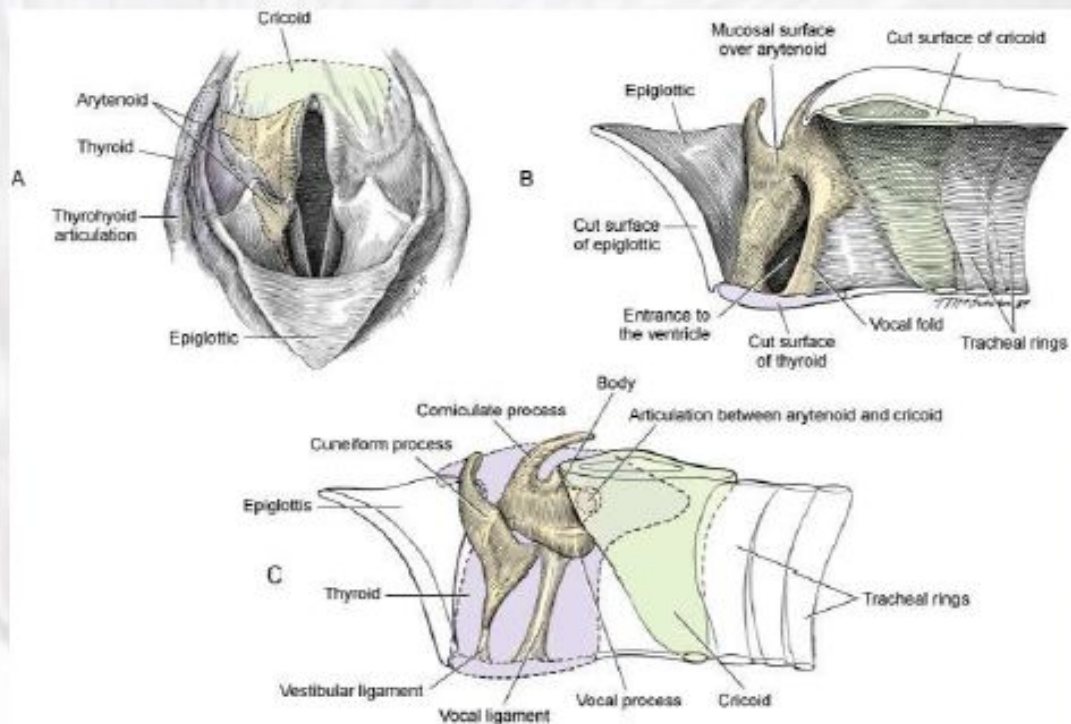 Cricoid
Arytenoid
Thyroid
A
Thyrohyoid
articulation
Epiglottic
Mucosal surface
over arytenoid
Cut surface of cricoid
Epiglottic
B
Cut surface
of epiglottic
Entrance to
the ventricle
Vocal fold
Tracheal rings
Cut surface
of thyroid
Body
Corniculate process
Articulation between arytenoid and cricoid
Cuneiform process
Epiglottis
C
Thyroid
Tracheal rings
Vestibular ligament
Vocal process
Cricoid
Vocal ligament